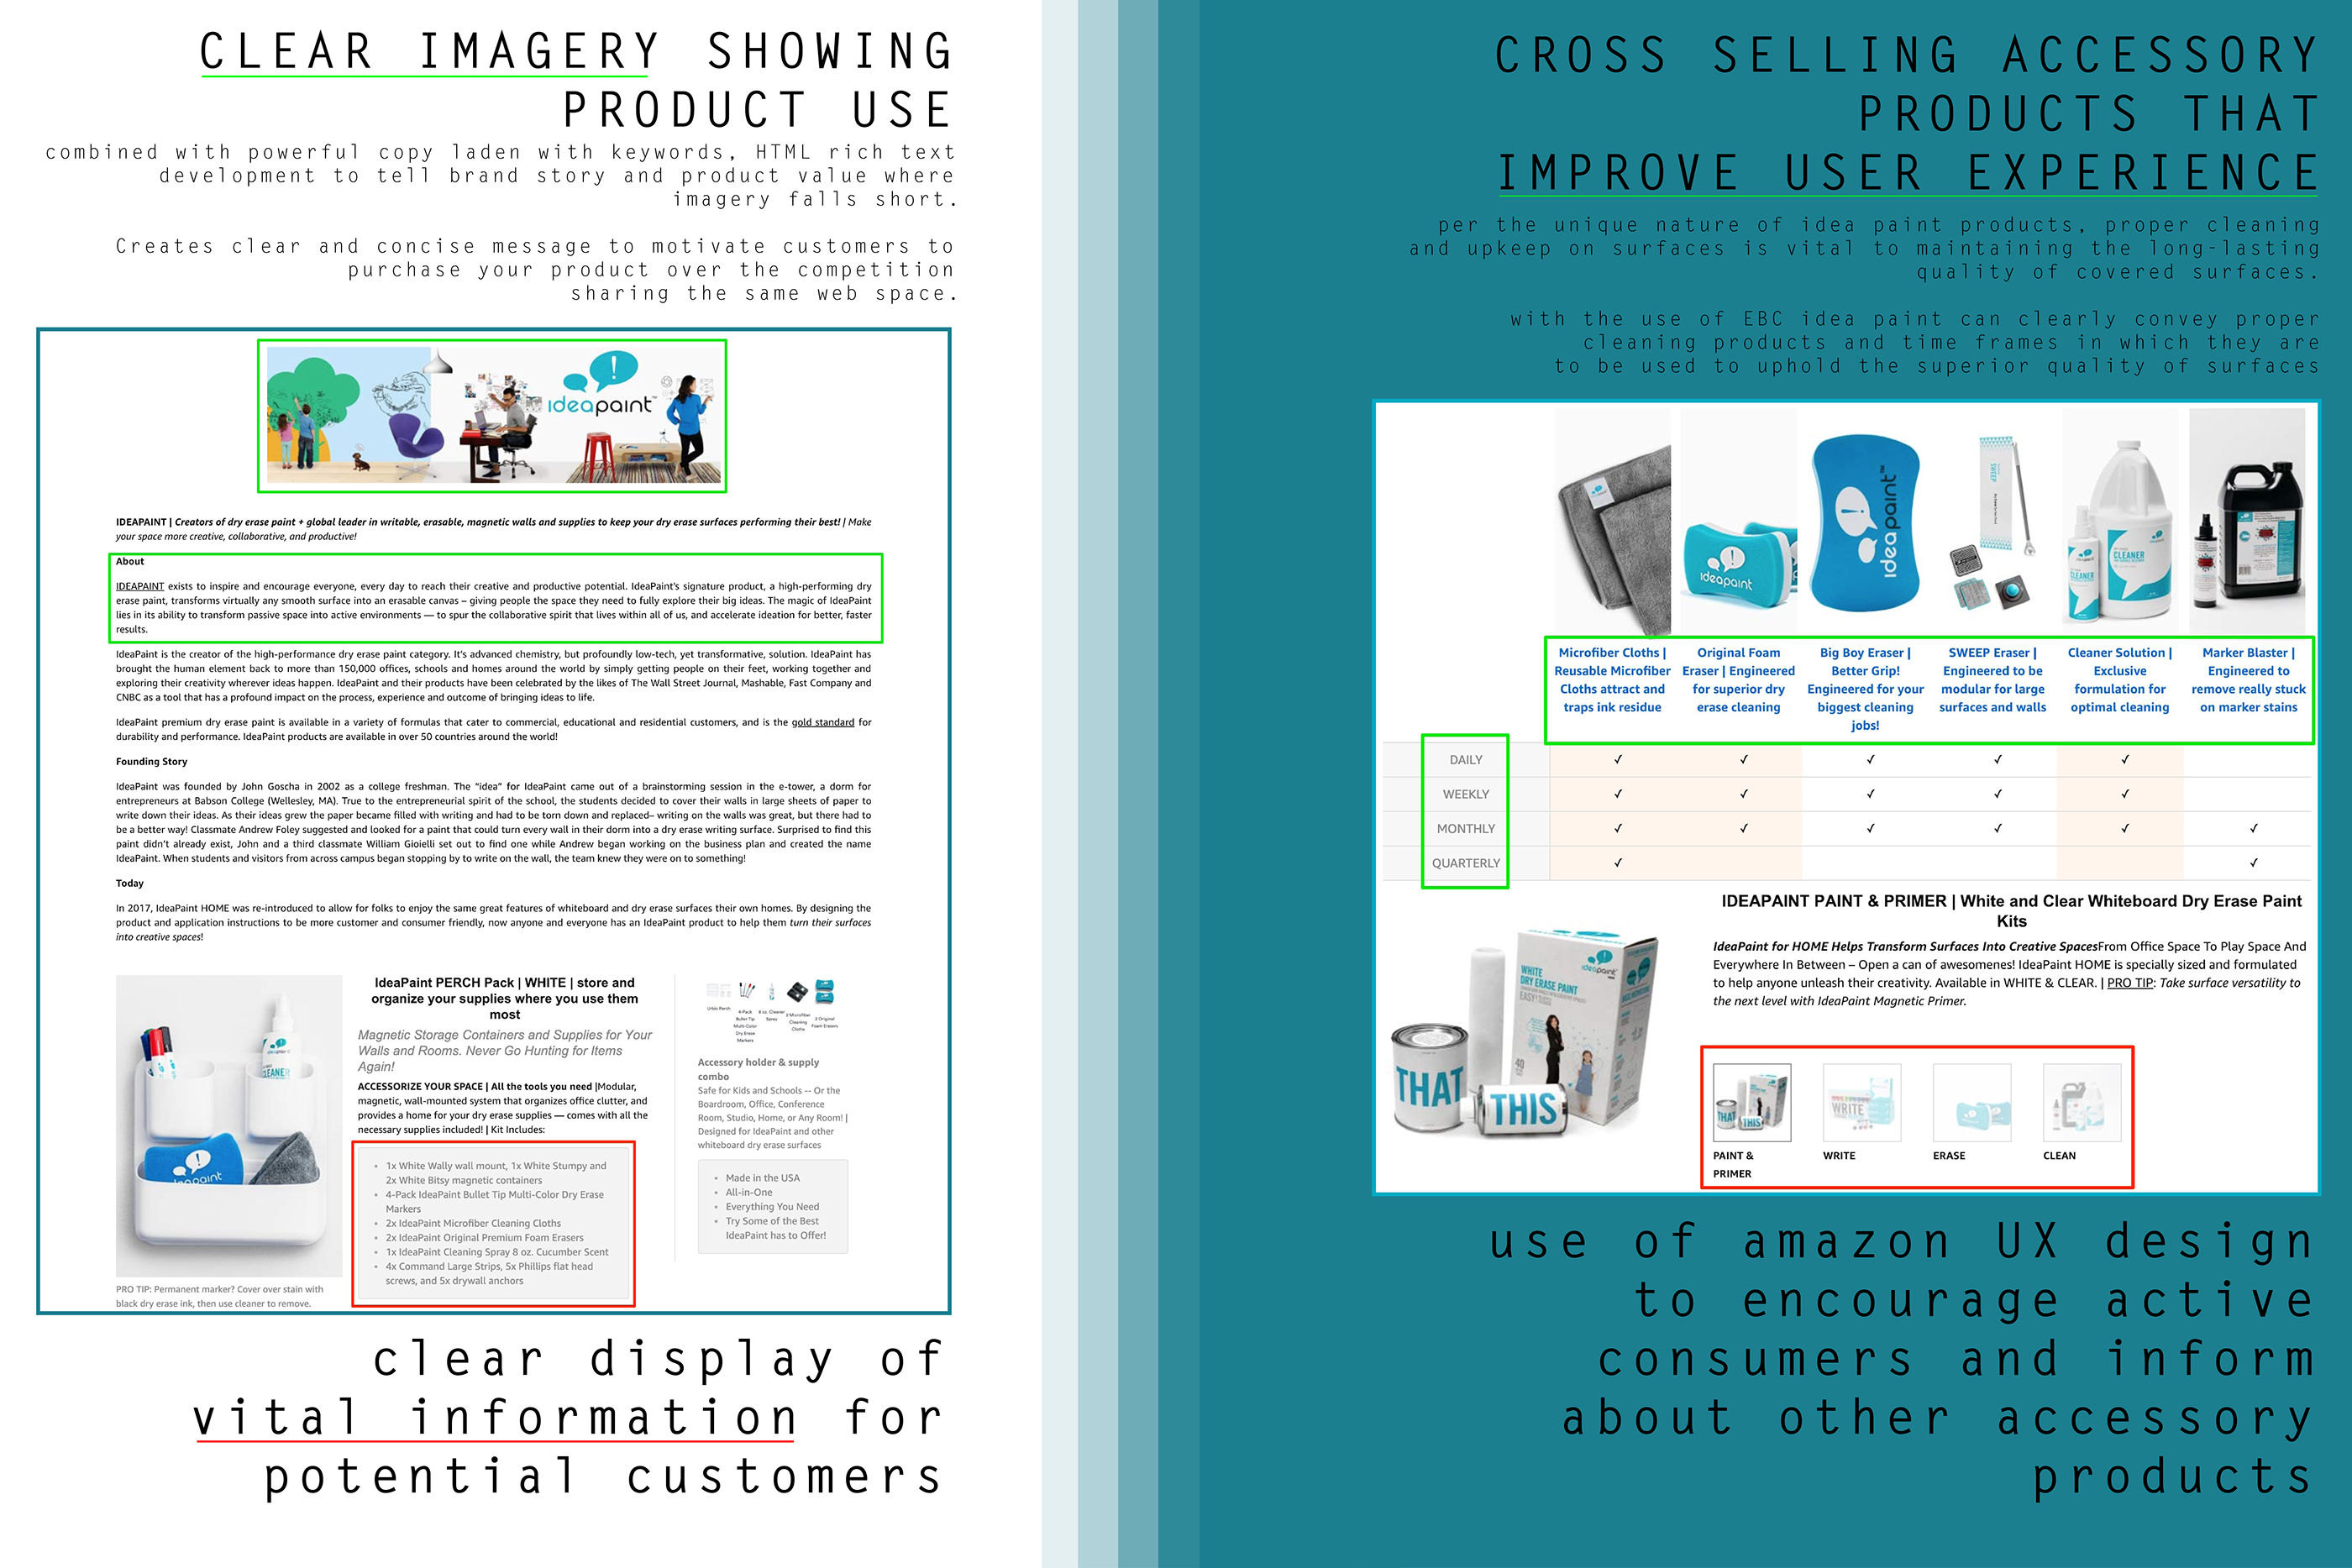 CLEAR IMAGERY SHOWING
PRODUCT USE
combined with powerful copy laden with keywords, HTML rich text
development to tell brand story and product value where
imagery falls short.
Creates clear and concise message to motivate customers to
purchase your product over the competition
sharing the same web space.
ideapaint™
IDEAPAINT | Creators of dry erase paint + global leader in writable, erasable, magnetic walls and supplies to keep your dry erase surfaces performing their best! | Make
your space more creative, collaborative, and productive!
About
IDEAPAINT exists to inspire and encourage everyone, every day to reach their creative and productive potential. IdeaPaint's signature product, a high-performing dry
erase paint, transforms virtually any smooth surface into an erasable canvas – giving people the space they need to fully explore their big ideas. The magic of IdeaPaint
lies in its ability to transform passive space into active environments — to spur the collaborative spirit that lives within all of us, and accelerate ideation for better, faster
results.
IdeaPaint is the creator of the high-performance dry erase paint category. It's advanced chemistry, but profoundly low-tech, yet transformative, solution. IdeaPaint has
brought the human element back to more than 150,000 offices, schools and homes around the world by simply getting people on their feet, working together and
exploring their creativity wherever ideas happen. IdeaPaint and their products have been celebrated by the likes of The Wall Street Journal, Mashable, Fast Company and
CNBC as a tool that has a profound impact on the process, experience and outcome of bringing ideas to life.
IdeaPaint premium dry erase paint is available in a variety of formulas that cater to commercial, educational and residential customers, and is the gold standard for
durability and performance. IdeaPaint products are available in over 50 countries around the world!
Founding Story
IdeaPaint was founded by John Goscha in 2002 as a college freshman. The "idea" for IdeaPaint came out of a brainstorming session in the e-tower, a dorm for
entrepreneurs at Babson College (Wellesley, MA). True to the entrepreneurial spirit of the school, the students decided to cover their walls in large sheets of paper to
write down their ideas. As their ideas grew the paper became filled with writing and had to be torn down and replaced– writing on the walls was great, but there had to
be a better way! Classmate Andrew Foley suggested and looked for a paint that could turn every wall in their dorm into a dry erase writing surface. Surprised to find this
paint didn't already exist, John and a third classmate William Gioielli set out to find one while Andrew began working on the business plan and created the name
IdeaPaint. When students and visitors from across campus began stopping by to write on the wall, the team knew they were on to something!
Today
In 2017, IdeaPaint HOME was re-introduced to allow for folks to enjoy the same great features of whiteboard and dry erase surfaces their own homes. By designing the
product and application instructions to be more customer and consumer friendly, now anyone and everyone has an IdeaPaint product to help them turn their surfaces
into creative spaces!
CLEANER
ideapaint
PRO TIP: Permanent marker? Cover over stain with
black dry erase ink, then use cleaner to remove.
IdeaPaint PERCH Pack | WHITE | store and
organize your supplies where you use them
most
Magnetic Storage Containers and Supplies for Your
Walls and Rooms. Never Go Hunting for Items
Again!
ACCESSORIZE YOUR SPACE | All the tools you need |Modular,
magnetic, wall-mounted system that organizes office clutter, and
provides a home for your dry erase supplies — comes with all the
necessary supplies included! | Kit Includes:
• 1x White Wally wall mount, 1x White Stumpy and
2x White Bitsy magnetic containers
• 4-Pack IdeaPaint Bullet Tip Multi-Color Dry Erase
Markers
• 2x IdeaPaint Microfiber Cleaning Cloths
• 2x IdeaPaint Original Premium Foam Erasers
• 1x IdeaPaint Cleaning Spray 8 oz. Cucumber Scent
• 4x Command Large Strips, 5x Phillips flat head
screws, and 5x drywall anchors
4-Pack
Bullet Tip
Multi-Color
Dry Erase
Markers
8 oz. Cleaner
Spray
2 Microfiber
Cleaning
Cloths
2 Original
Foam Erasers
Accessory holder & supply
combo
Safe for Kids and Schools -- Or the
Boardroom, Office, Conference
Room, Studio, Home, or Any Room! |
Designed for IdeaPaint and other
whiteboard dry erase surfaces
• Made in the USA
• All-in-One
• Everything You Need
• Try Some of the Best
IdeaPaint has to Offer!
clear display of
vital information for
potential customers
CROSS SELLING ACCESSORY
PRODUCTS THAT
IMPROVE USER EXPERIENCE
per the unique nature of idea paint products, proper cleaning
and upkeep on surfaces is vital to maintaining the long-lasting
quality of covered surfaces.
with the use of EBC idea paint can clearly convey proper
cleaning products and time frames in which they are
to be used to uphold the superior quality of surfaces
ideapaint
ideapaint™
SWEEP
CLEANER
CLEANER
Microfiber Cloths |
Reusable Microfiber
Cloths attract and
traps ink residue
Original Foam
Eraser | Engineered
for superior dry
erase cleaning
Big Boy Eraser |
Better Grip!
Engineered for your
biggest cleaning
jobs!
SWEEP Eraser |
Engineered to be
modular for large
surfaces and walls
Cleaner Solution |
Exclusive
formulation for
optimal cleaning
Marker Blaster |
Engineered to
remove really stuck
on marker stains
DAILY ✓ ✓ ✓ ✓ ✓
WEEKLY ✓ ✓ ✓ ✓ ✓
MONTHLY ✓ ✓ ✓ ✓ ✓ ✓
QUARTERLY ✓ ✓
THAT
THIS
ideapaint
WHITE
DRY ERASE PAINT
EASY!
40
IDEAPAINT PAINT & PRIMER | White and Clear Whiteboard Dry Erase Paint
Kits
IdeaPaint for HOME Helps Transform Surfaces Into Creative SpacesFrom Office Space To Play Space And
Everywhere In Between – Open a can of awesomenes! IdeaPaint HOME is specially sized and formulated
to help anyone unleash their creativity. Available in WHITE & CLEAR. | PRO TIP: Take surface versatility to
the next level with IdeaPaint Magnetic Primer.
THAT THIS
WRITE
PAINT &
PRIMER
WRITE
ERASE
CLEAN
use of amazon UX design
to encourage active
consumers and inform
about other accessory
products